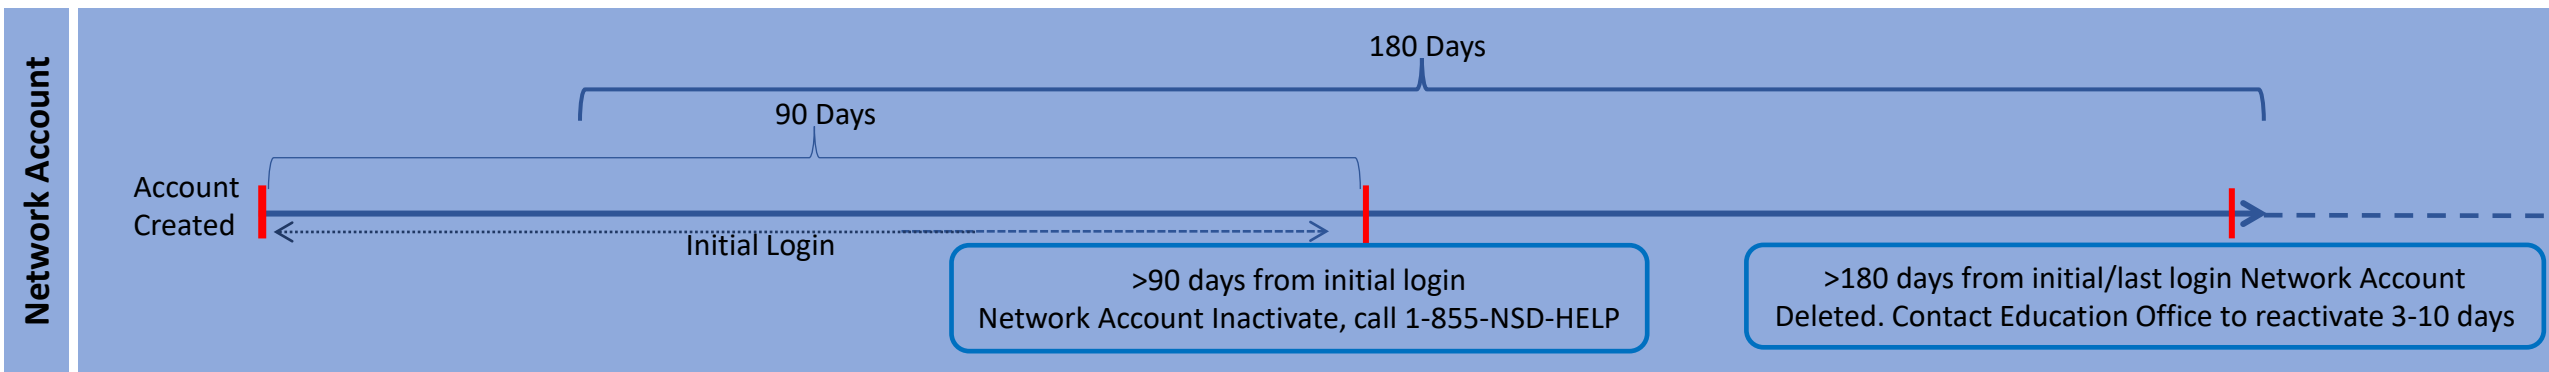 Network Account
180 Days
90 Days
Account
Created
Initial Login
>90 days from initial login
Network Account Inactivate, call 1-855-NSD-HELP
>180 days from initial/last login Network Account
Deleted. Contact Education Office to reactivate 3-10 days